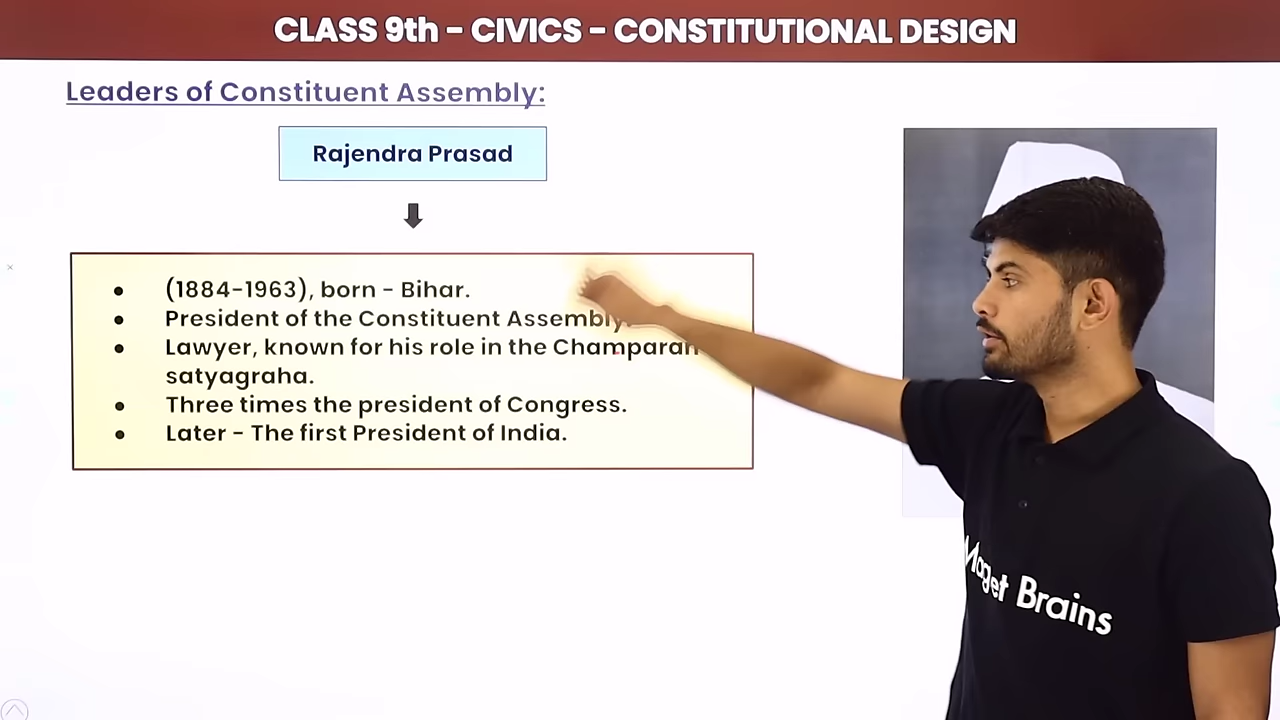 CLASS 9th - CIVICS - CONSTITUTIONAL DESIGN
Leaders of Constituent Assembly:
Rajendra Prasad
(1884-1963), born - Bihar.
President of the Constituent Assembly.
Lawyer, known for his role in the Champaran
satyagraha.
Three times the president of Congress.
Later - The first President of India.
Maget Brains